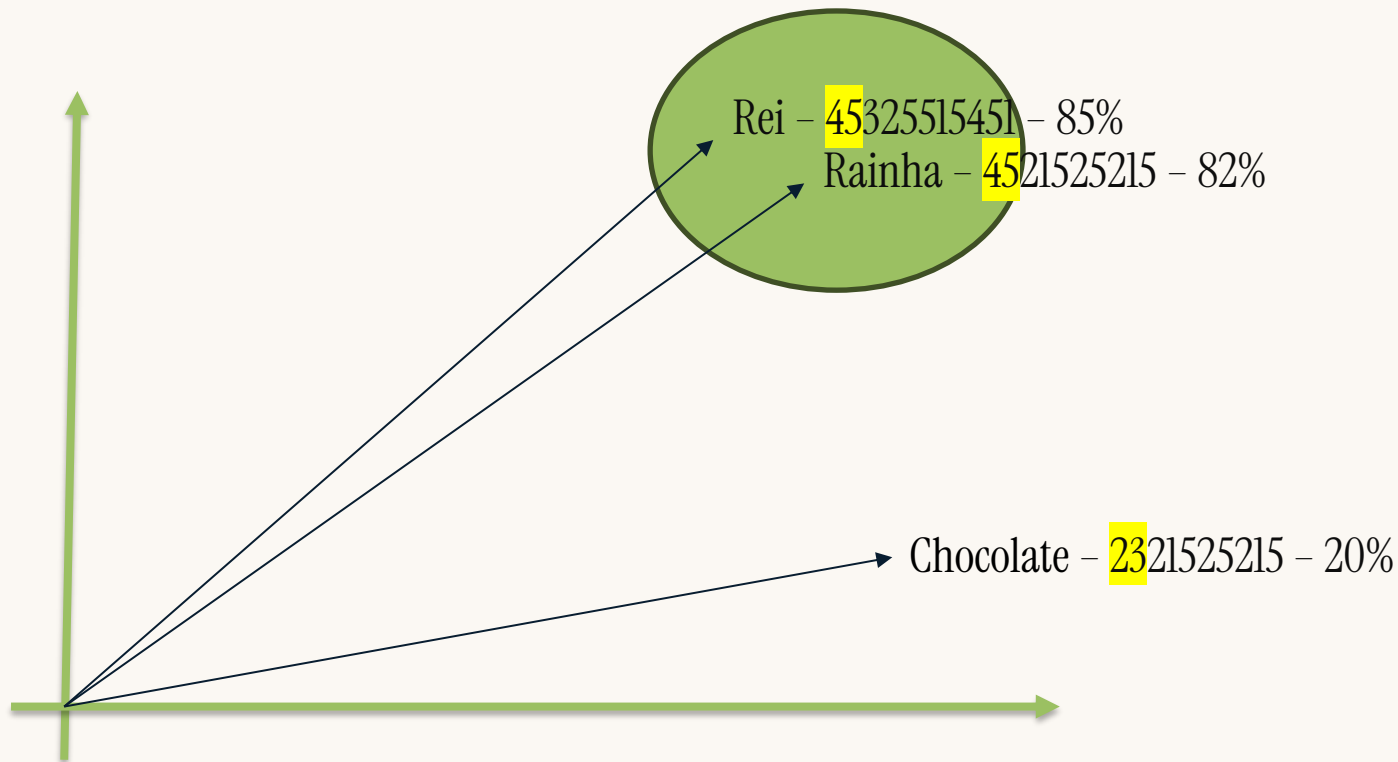 Rei – 45325515451 – 85%
Rainha – 4521525215 – 82%
Chocolate – 2321525215 – 20%